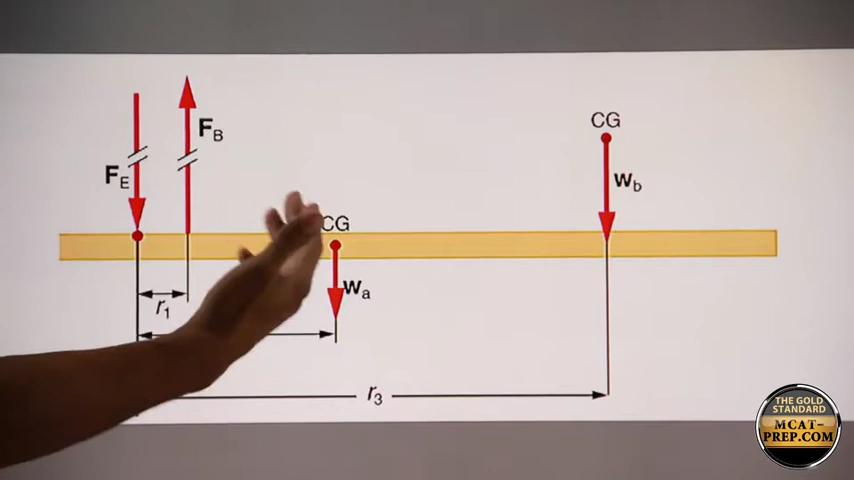 CG
F_B
F_E
w_b
CG
w_a
r_1
r_3
THE GOLD
STANDARD
MCAT-
PREP.COM